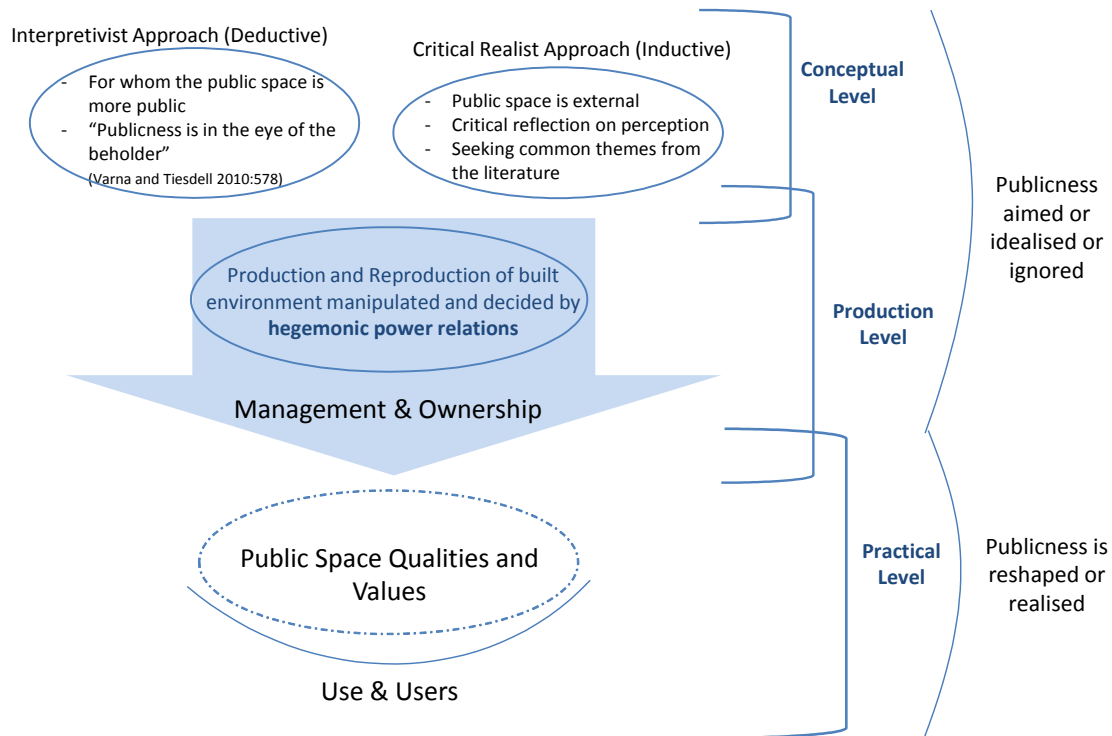 Interpretivist Approach (Deductive)
- For whom the public space is
more public
- “Publicness is in the eye of the
beholder”
(Varna and Tiesdell 2010:578)
Critical Realist Approach (Inductive)
- Public space is external
- Critical reflection on perception
- Seeking common themes from
the literature
Conceptual
Level
Publicness
aimed or
idealised or
ignored
Production and Reproduction of built
environment manipulated and decided by
hegemonic power relations
Production
Level
Management & Ownership
Public Space Qualities and
Values
Practical
Level
Publicness is
reshaped or
realised
Use & Users